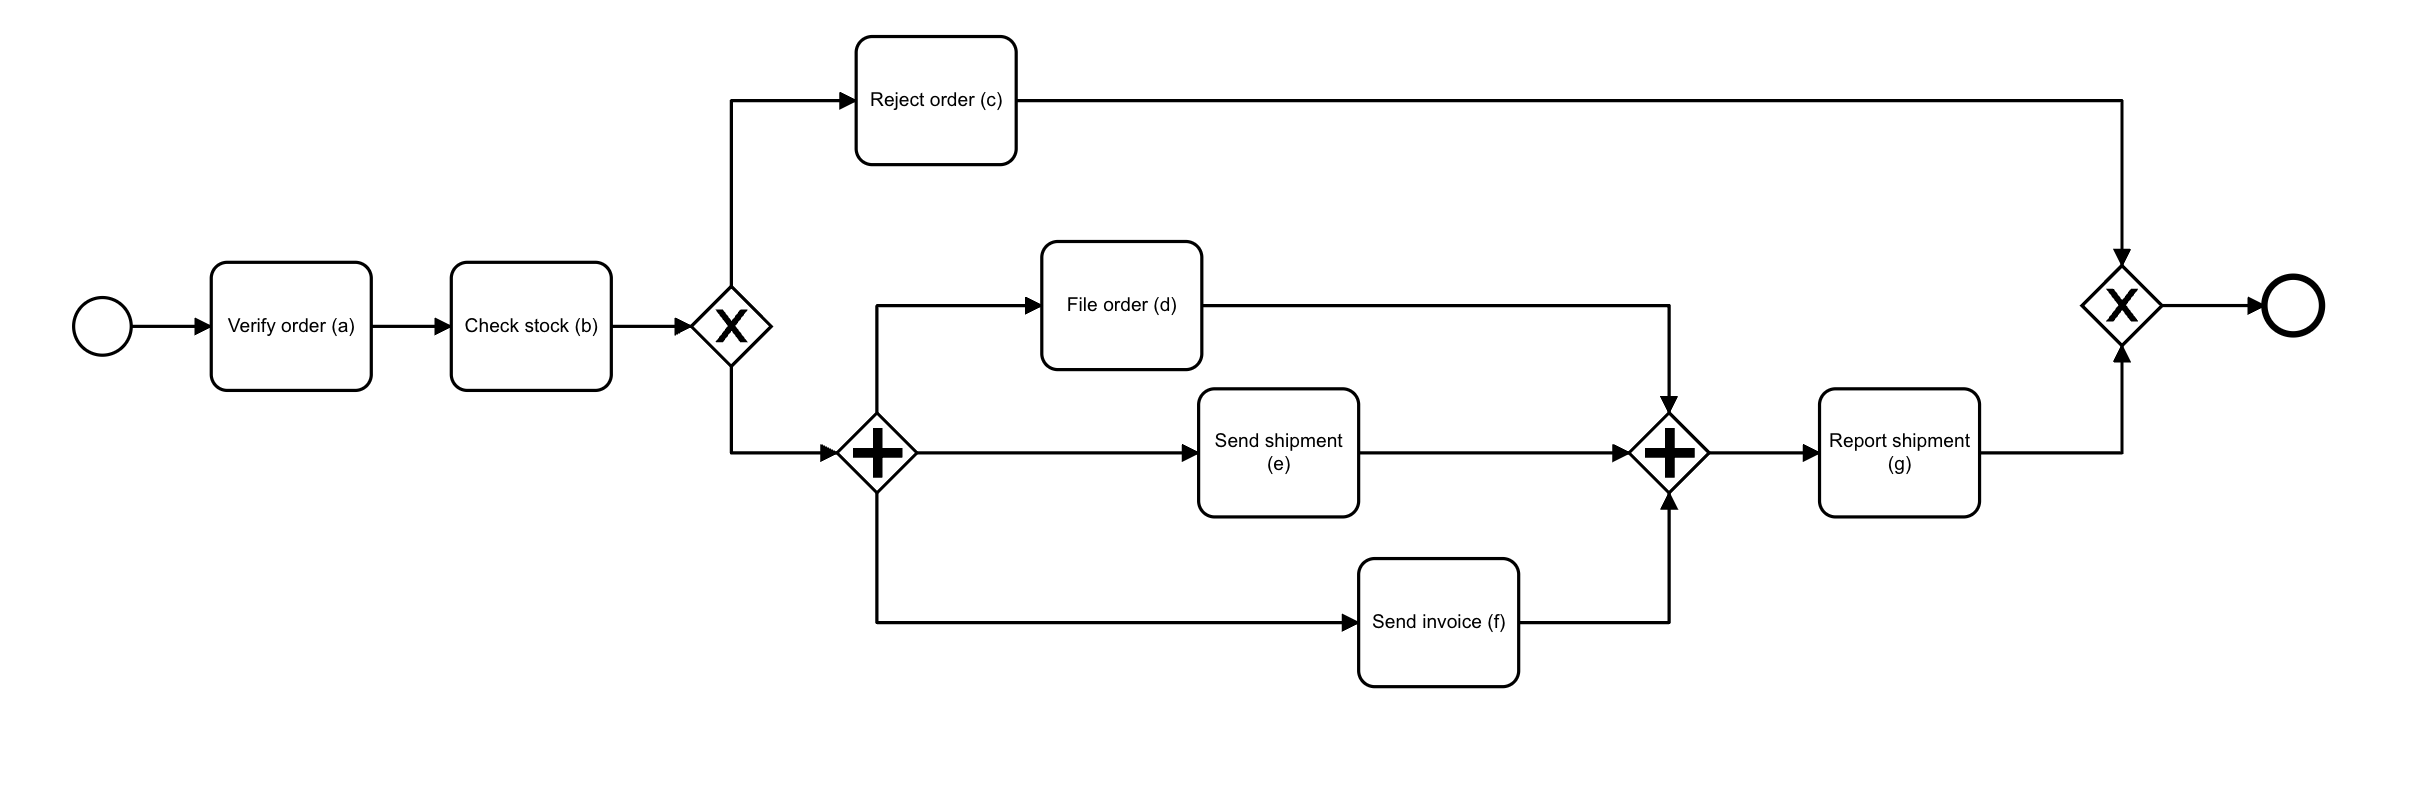 Reject order (c)
File order (d)
Verify order (a)
Check stock (b)
X
X
Send shipment
(e)
Report shipment
(g)
Send invoice (f)